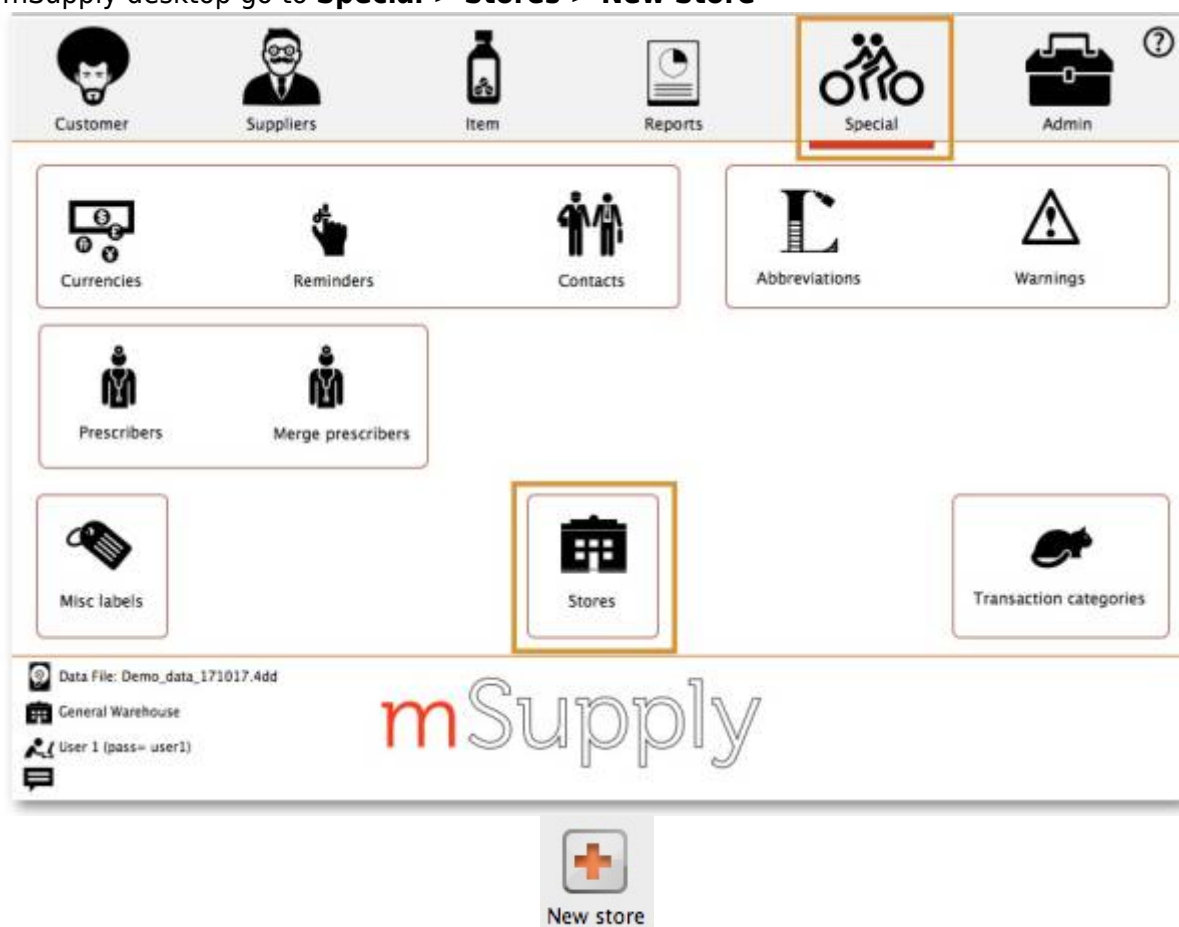 mSupply desktop go to Special > Stores > New Store
Customer Suppliers Item Reports Special Admin ?
Currencies Reminders Contacts Abbreviations Warnings
Prescribers Merge prescribers
Misc labels Stores Transaction categories
Data File: Demo_data_171017.4dd
General Warehouse
User 1 (pass= user1)
mSupply
New store